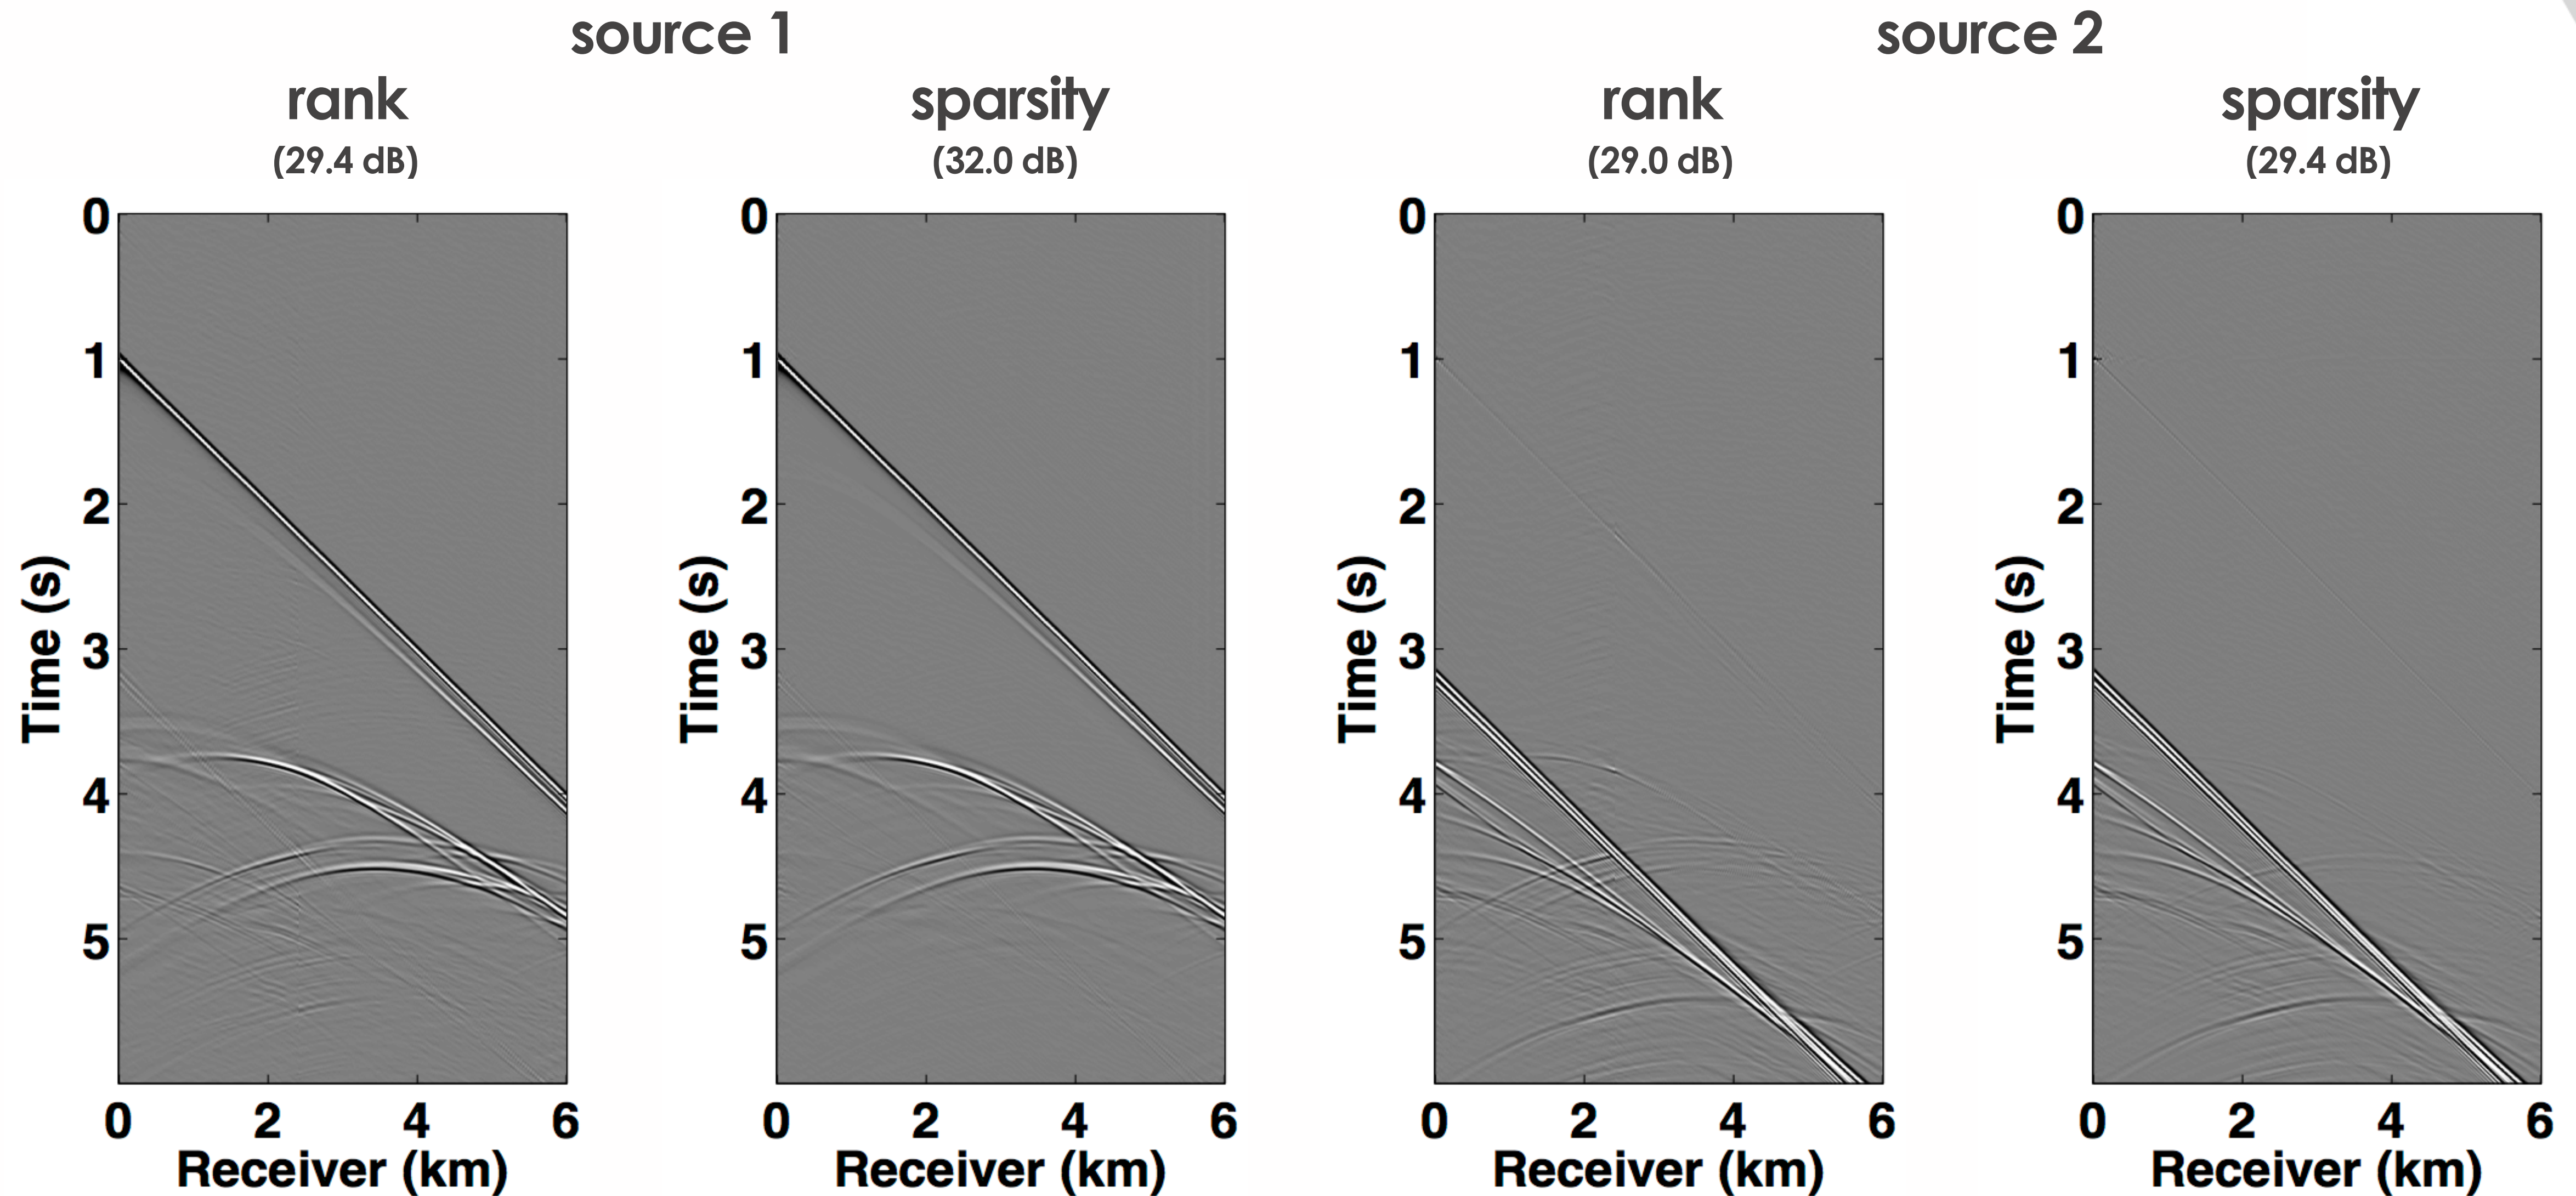 source 1
source 2
rank
sparsity
rank
sparsity
(29.4 dB)
(32.0 dB)
(29.0 dB)
(29.4 dB)
0
1
2
3
4
5
Time (s)
0 2 4 6
Receiver (km)
0
1
2
3
4
5
Time (s)
0 2 4 6
Receiver (km)
0
1
2
3
4
5
Time (s)
0 2 4 6
Receiver (km)
0
1
2
3
4
5
Time (s)
0 2 4 6
Receiver (km)